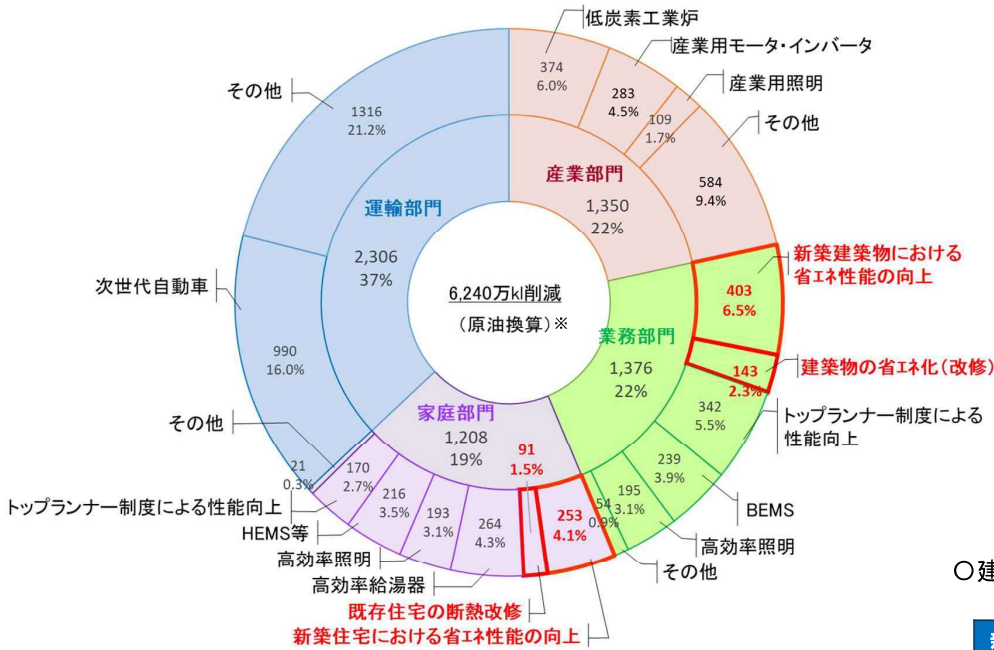 低炭素工業炉
産業用モータ・インバータ
産業用照明
その他
374
6.0%
283
4.5%
109
1.7%
584
9.4%
産業部門
1,350
22%
新築建築物における
省エネ性能の向上
403
6.5%
建築物の省エネ化(改修)
143
2.3%
業務部門
1,376
22%
トップランナー制度による
性能向上
342
5.5%
BEMS
239
3.9%
高効率照明
195
3.1%
その他
54
0.9%
家庭部門
1,208
19%
新築住宅における省エネ性能の向上
253
4.1%
既存住宅の断熱改修
91
1.5%
高効率給湯器
264
4.3%
高効率照明
193
3.1%
HEMS等
216
3.5%
トップランナー制度による性能向上
170
2.7%
その他
21
0.3%
運輸部門
2,306
37%
次世代自動車
990
16.0%
その他
1316
21.2%
6,240万kl削減
(原油換算)※
〇建